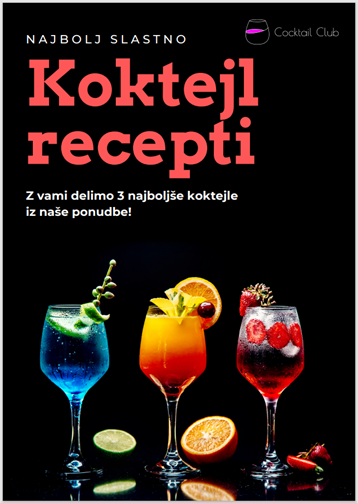 NAJBOLJ SLASTNO
Cocktail Club
Koktejl
recepti
Z vami delimo 3 najboljše koktejle
iz naše ponudbe!